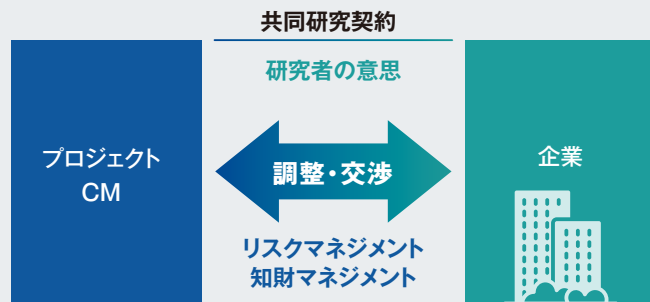 共同研究契約
研究者の意思
プロジェクト
CM
調整・交渉
企業
リスクマネジメント
知財マネジメント